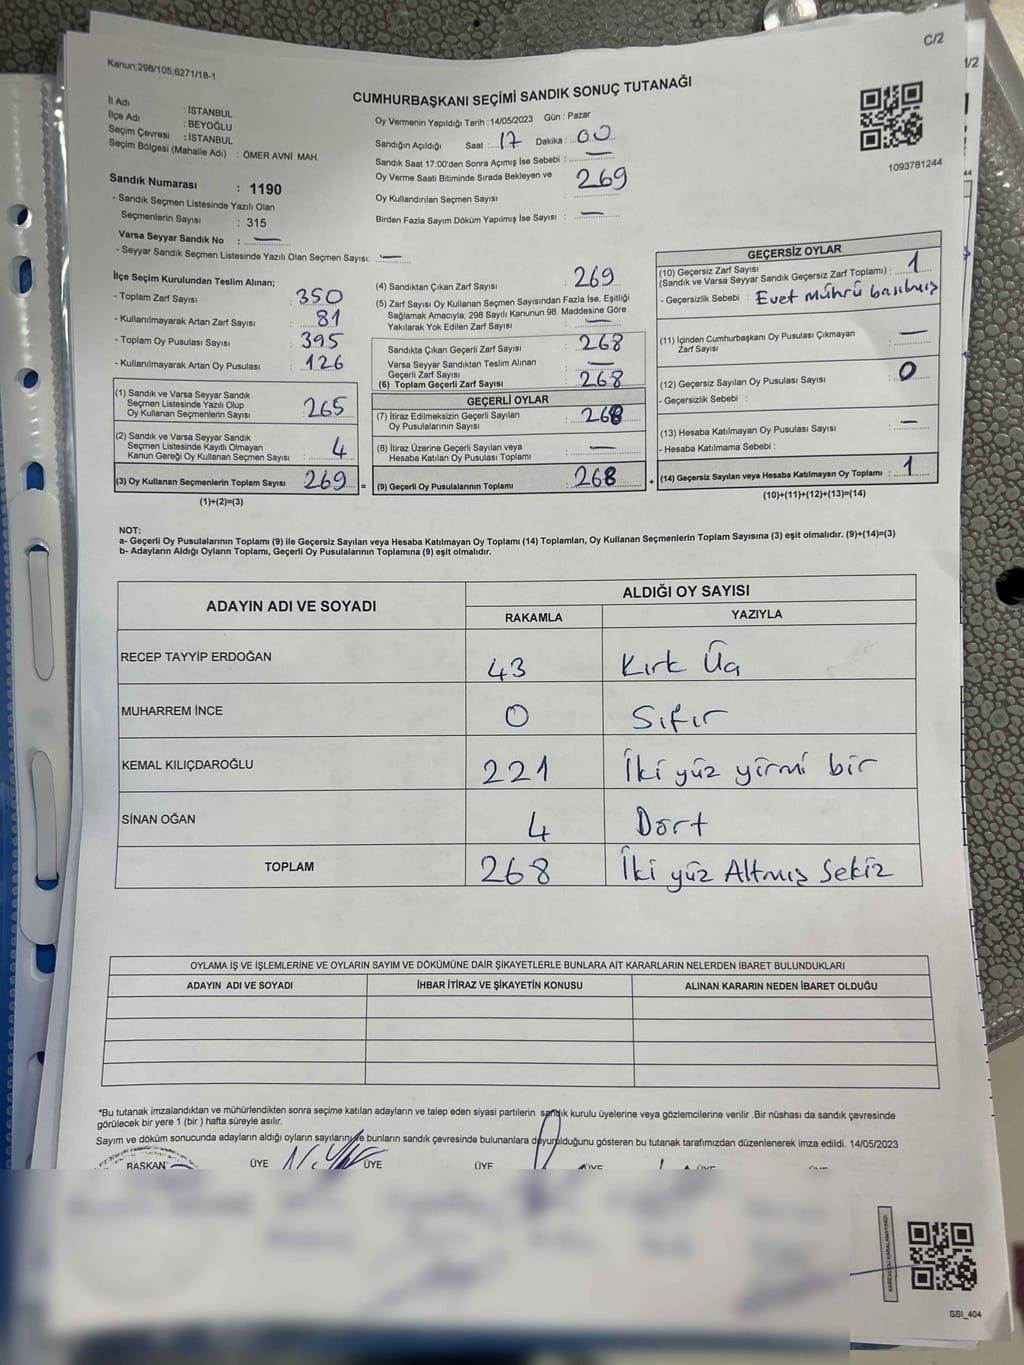 C/2
1/2
Kanun;298/105;6271/18-1
CUMHURBAŞKANI SEÇİMİ SANDIK SONUÇ TUTANAĞI
İl Adı : İSTANBUL
İlçe Adı : BEYOĞLU
Seçim Çevresi : İSTANBUL
Seçim Bölgesi (Mahalle Adı) : ÖMER AVNİ MAH.
Sandık Numarası : 1190
- Sandık Seçmen Listesinde Yazılı Olan
Seçmenlerin Sayısı : 315
Varsa Seyyar Sandık No : —
- Seyyar Sandık Seçmen Listesinde Yazılı Olan Seçmen Sayısı: —
Oy Vermenin Yapıldığı Tarih : 14/05/2023 Gün : Pazar
Sandığın Açıldığı Saat : 17 Dakika : 00
Sandık Saat 17:00'den Sonra Açımış İse Sebebi : —
Oy Verme Saati Bitiminde Sırada Bekleyen ve
Oy Kullandırılan Seçmen Sayısı : 269
Birden Fazla Sayım Döküm Yapılmış İse Sayısı : —
1093781244
İlçe Seçim Kurulundan Teslim Alınan;
- Toplam Zarf Sayısı : 350
- Kullanılmayarak Artan Zarf Sayısı : 81
- Toplam Oy Pusulası Sayısı : 395
- Kullanılmayarak Artan Oy Pusulası : 126
(1) Sandık ve Varsa Seyyar Sandık
Seçmen Listesinde Yazılı Olup
Oy Kullanan Seçmenlerin Sayısı : 265
(2) Sandık ve Varsa Seyyar Sandık
Seçmen Listesinde Kayıtlı Olmayan
Kanun Gereği Oy Kullanan Seçmen Sayısı : 4
(3) Oy Kullanan Seçmenlerin Toplam Sayısı : 269 =
(1)+(2)=(3)
(4) Sandıktan Çıkan Zarf Sayısı : 269
(5) Zarf Sayısı Oy Kullanan Seçmen Sayısından Fazla İse, Eşitliği
Sağlamak Amacıyla; 298 Sayılı Kanunun 98. Maddesine Göre
Yakılarak Yok Edilen Zarf Sayısı : —
Sandıkta Çıkan Geçerli Zarf Sayısı : 268
Varsa Seyyar Sandıktan Teslim Alınan
Geçerli Zarf Sayısı : —
(6) Toplam Geçerli Zarf Sayısı : 268
GEÇERLİ OYLAR
(7) İtiraz Edilmeksizin Geçerli Sayılan
Oy Pusulalarının Sayısı : 268
(8) İtiraz Üzerine Geçerli Sayılan veya
Hesaba Katılan Oy Pusulası Toplamı : —
(9) Geçerli Oy Pusulalarının Toplamı : 268 +
GEÇERSİZ OYLAR
(10) Geçersiz Zarf Sayısı
(Sandık ve Varsa Seyyar Sandık Geçersiz Zarf Toplamı) : 1
- Geçersizlik Sebebi : Evet Mührü basılmış
(11) İçinden Cumhurbaşkanı Oy Pusulası Çıkmayan
Zarf Sayısı : —
(12) Geçersiz Sayılan Oy Pusulası Sayısı : 0
- Geçersizlik Sebebi :
(13) Hesaba Katılmayan Oy Pusulası Sayısı : —
- Hesaba Katılmama Sebebi :
(14) Geçersiz Sayılan veya Hesaba Katılmayan Oy Toplamı : 1
(10)+(11)+(12)+(13)=(14)
NOT:
a- Geçerli Oy Pusulalarının Toplamı (9) ile Geçersiz Sayılan veya Hesaba Katılmayan Oy Toplamı (14) Toplamları, Oy Kullanan Seçmenlerin Toplam Sayısına (3) eşit olmalıdır. (9)+(14)=(3)
b- Adayların Aldığı Oyların Toplamı, Geçerli Oy Pusulalarının Toplamına (9) eşit olmalıdır.
ADAYIN ADI VE SOYADI ALDIĞI OY SAYISI
RAKAMLA YAZIYLA
RECEP TAYYİP ERDOĞAN 43 Kırk Üç
MUHARREM İNCE 0 Sıfır
KEMAL KILIÇDAROĞLU 221 İki yüz yirmi bir
SİNAN OĞAN 4 Dört
TOPLAM 268 İki yüz Altmış Sekiz
OYLAMA İŞ VE İŞLEMLERİNE VE OYLARIN SAYIM VE DÖKÜMÜNE DAİR ŞİKAYETLERLE BUNLARA AİT KARARLARIN NELERDEN İBARET BULUNDUKLARI
ADAYIN ADI VE SOYADI İHBAR İTİRAZ VE ŞİKAYETİN KONUSU ALINAN KARARIN NEDEN İBARET OLDUĞU
*Bu tutanak imzalandıktan ve mühürlendikten sonra seçime katılan adayların ve talep eden siyasi partilerin sandık kurulu üyelerine veya gözlemcilerine verilir .Bir nüshası da sandık çevresinde
görülecek bir yere 1 (bir ) hafta süreyle asılır.
Sayım ve döküm sonucunda adayların aldığı oyların sayılarını ve bunların sandık çevresinde bulunanlara duyurulduğunu gösteren bu tutanak tarafımızdan düzenlenerek imza edildi. 14/05/2023
BAŞKAN ÜYE ÜYE ÜYE ÜYE ÜYE
KAREKODU KARALAMAYINIZ!
SSI_404